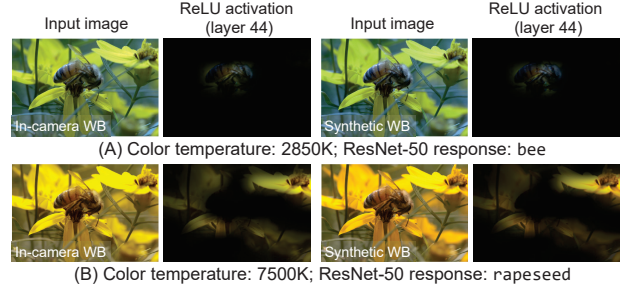 Input image
ReLU activation
(layer 44)
Input image
ReLU activation
(layer 44)
In-camera WB
Synthetic WB
(A) Color temperature: 2850K; ResNet-50 response: bee
In-camera WB
Synthetic WB
(B) Color temperature: 7500K; ResNet-50 response: rapeseed